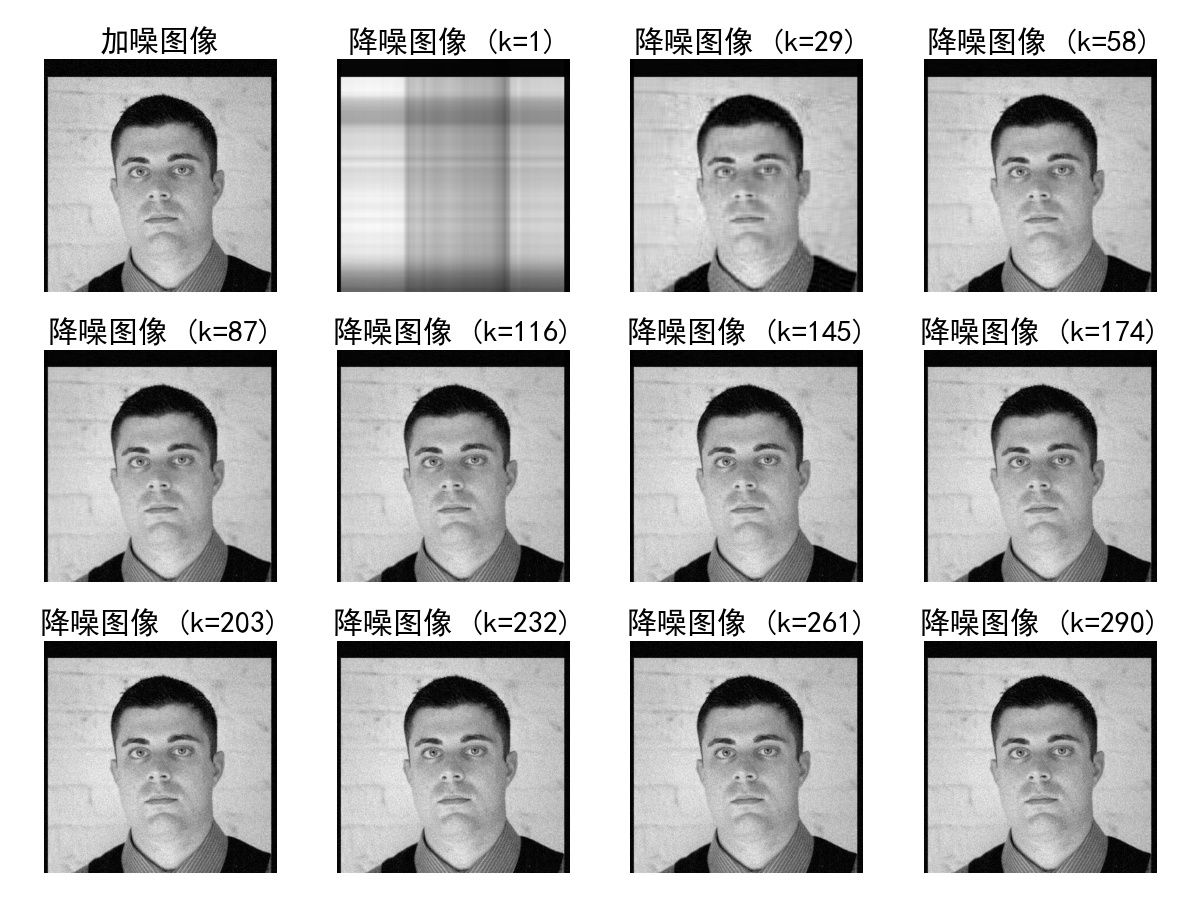 加噪图像
降噪图像 (k=1)
降噪图像 (k=29)
降噪图像 (k=58)
降噪图像 (k=87)
降噪图像 (k=116)
降噪图像 (k=145)
降噪图像 (k=174)
降噪图像 (k=203)
降噪图像 (k=232)
降噪图像 (k=261)
降噪图像 (k=290)